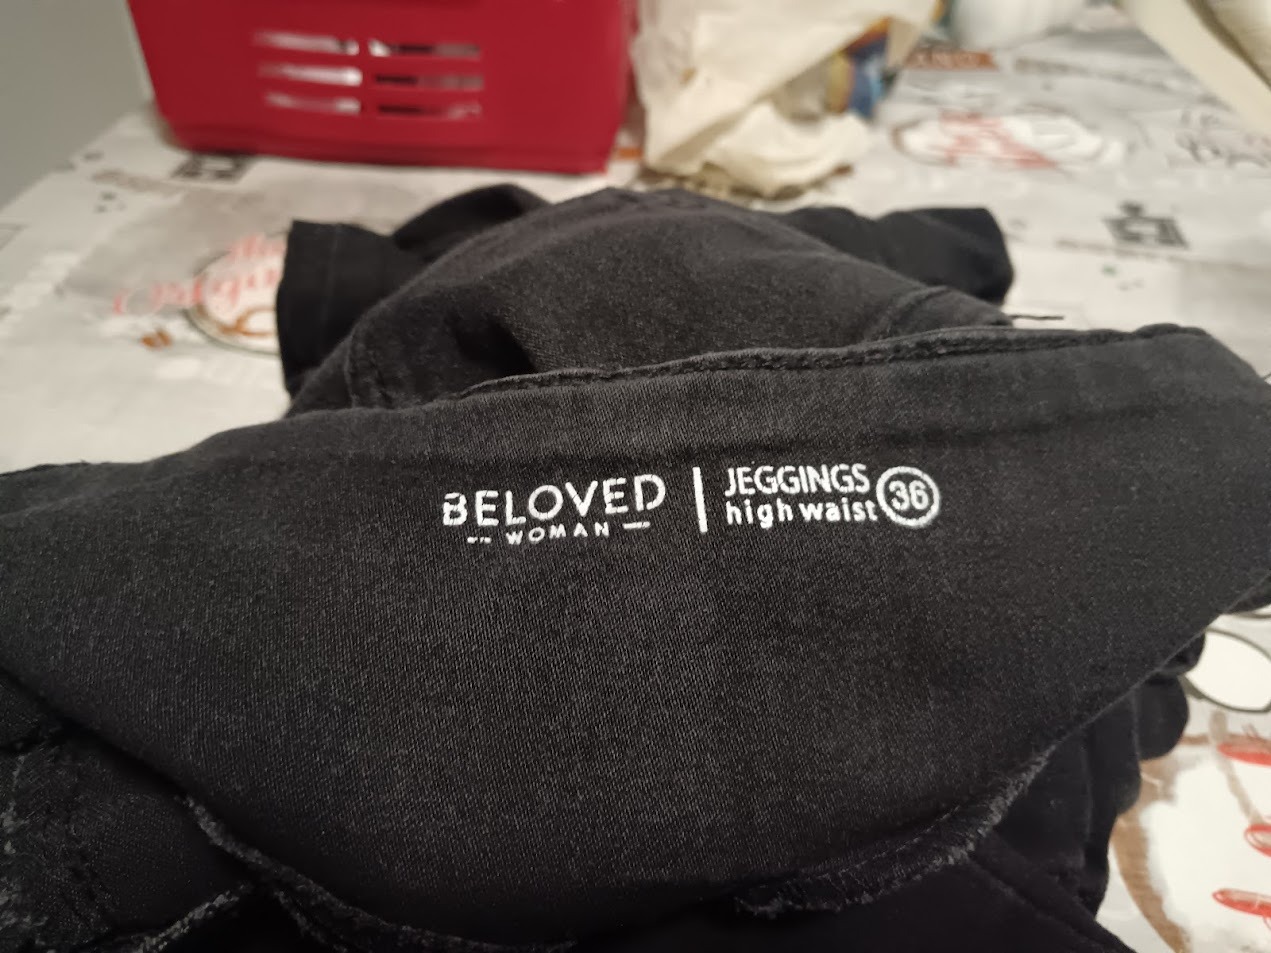 BELOVED
WOMAN
JEGGINGS
high waist
36